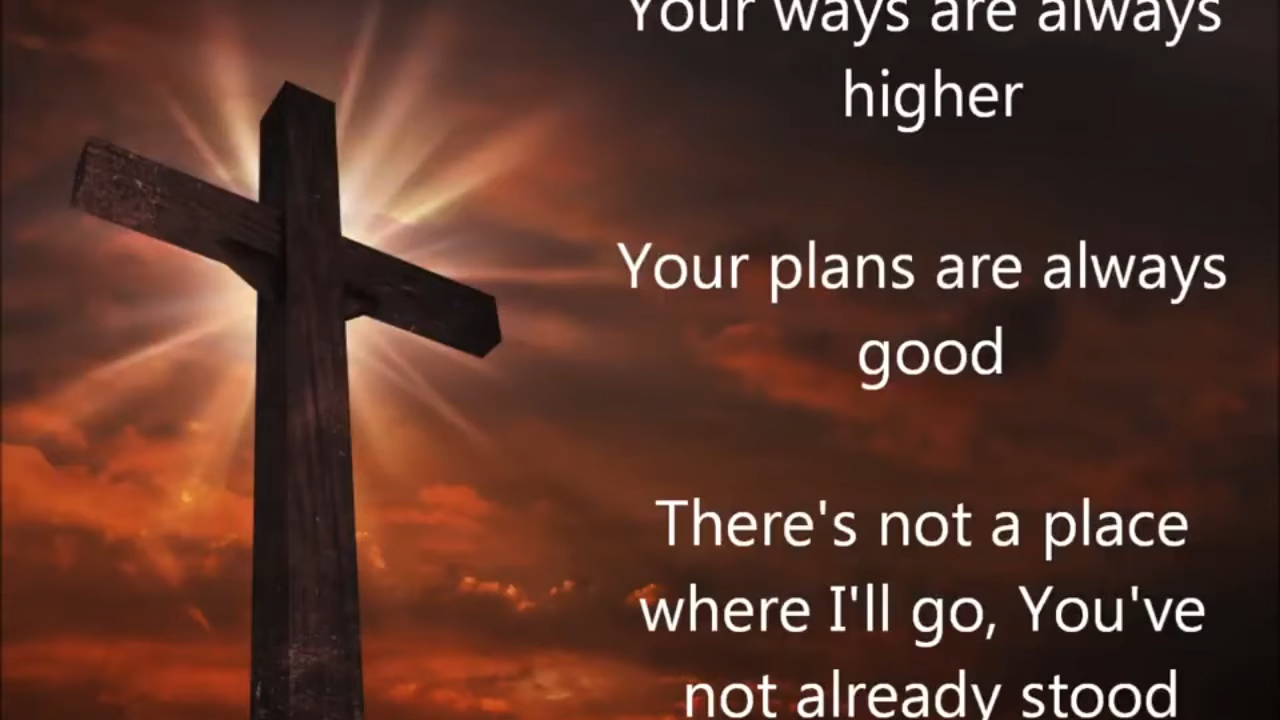 Your ways are always
higher
Your plans are always
good
There's not a place
where I'll go, You've
not already stood